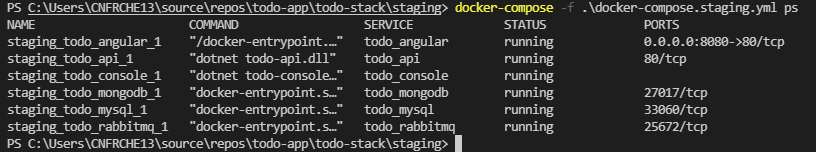 PS C:\Users\CNFRCHE13\source\repos\todo-app\todo-stack\staging> docker-compose -f .\docker-compose.staging.yml ps
NAME COMMAND SERVICE STATUS PORTS
staging_todo_angular_1 "/docker-entrypoint.…" todo_angular running 0.0.0.0:8080->80/tcp
staging_todo_api_1 "dotnet todo-api.dll" todo_api running 80/tcp
staging_todo_console_1 "dotnet todo-console…" todo_console running
staging_todo_mongodb_1 "docker-entrypoint.s…" todo_mongodb running 27017/tcp
staging_todo_mysql_1 "docker-entrypoint.s…" todo_mysql running 33060/tcp
staging_todo_rabbitmq_1 "docker-entrypoint.s…" todo_rabbitmq running 25672/tcp
PS C:\Users\CNFRCHE13\source\repos\todo-app\todo-stack\staging>